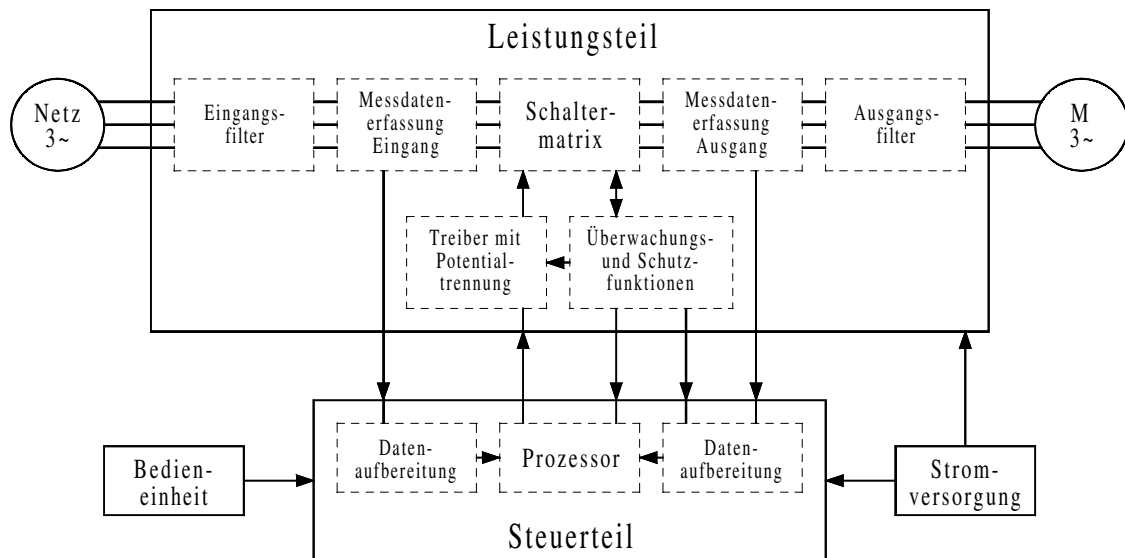 Leistungsteil
Netz
3~
Eingangs-
filter
Messdaten-
erfassung
Eingang
Schalter-
matrix
Messdaten-
erfassung
Ausgang
Ausgangs-
filter
M
3~
Treiber mit
Potential-
trennung
Überwachungs-
und Schutz-
funktionen
Bedien-
einheit
Daten-
aufbereitung
Prozessor
Daten-
aufbereitung
Strom-
versorgung
Steuerteil